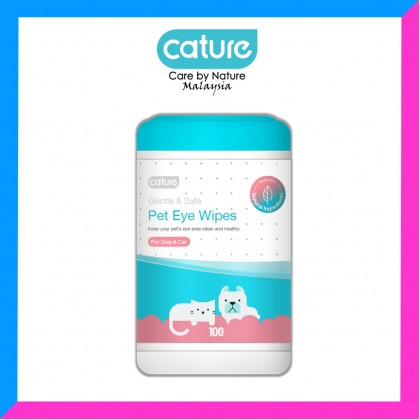 cature
Care by Nature
Malaysia
cature
Gentle & Safe
Pet Eye Wipes
Keep your pet's eye area clean and healthy
For Dog & Cat
100